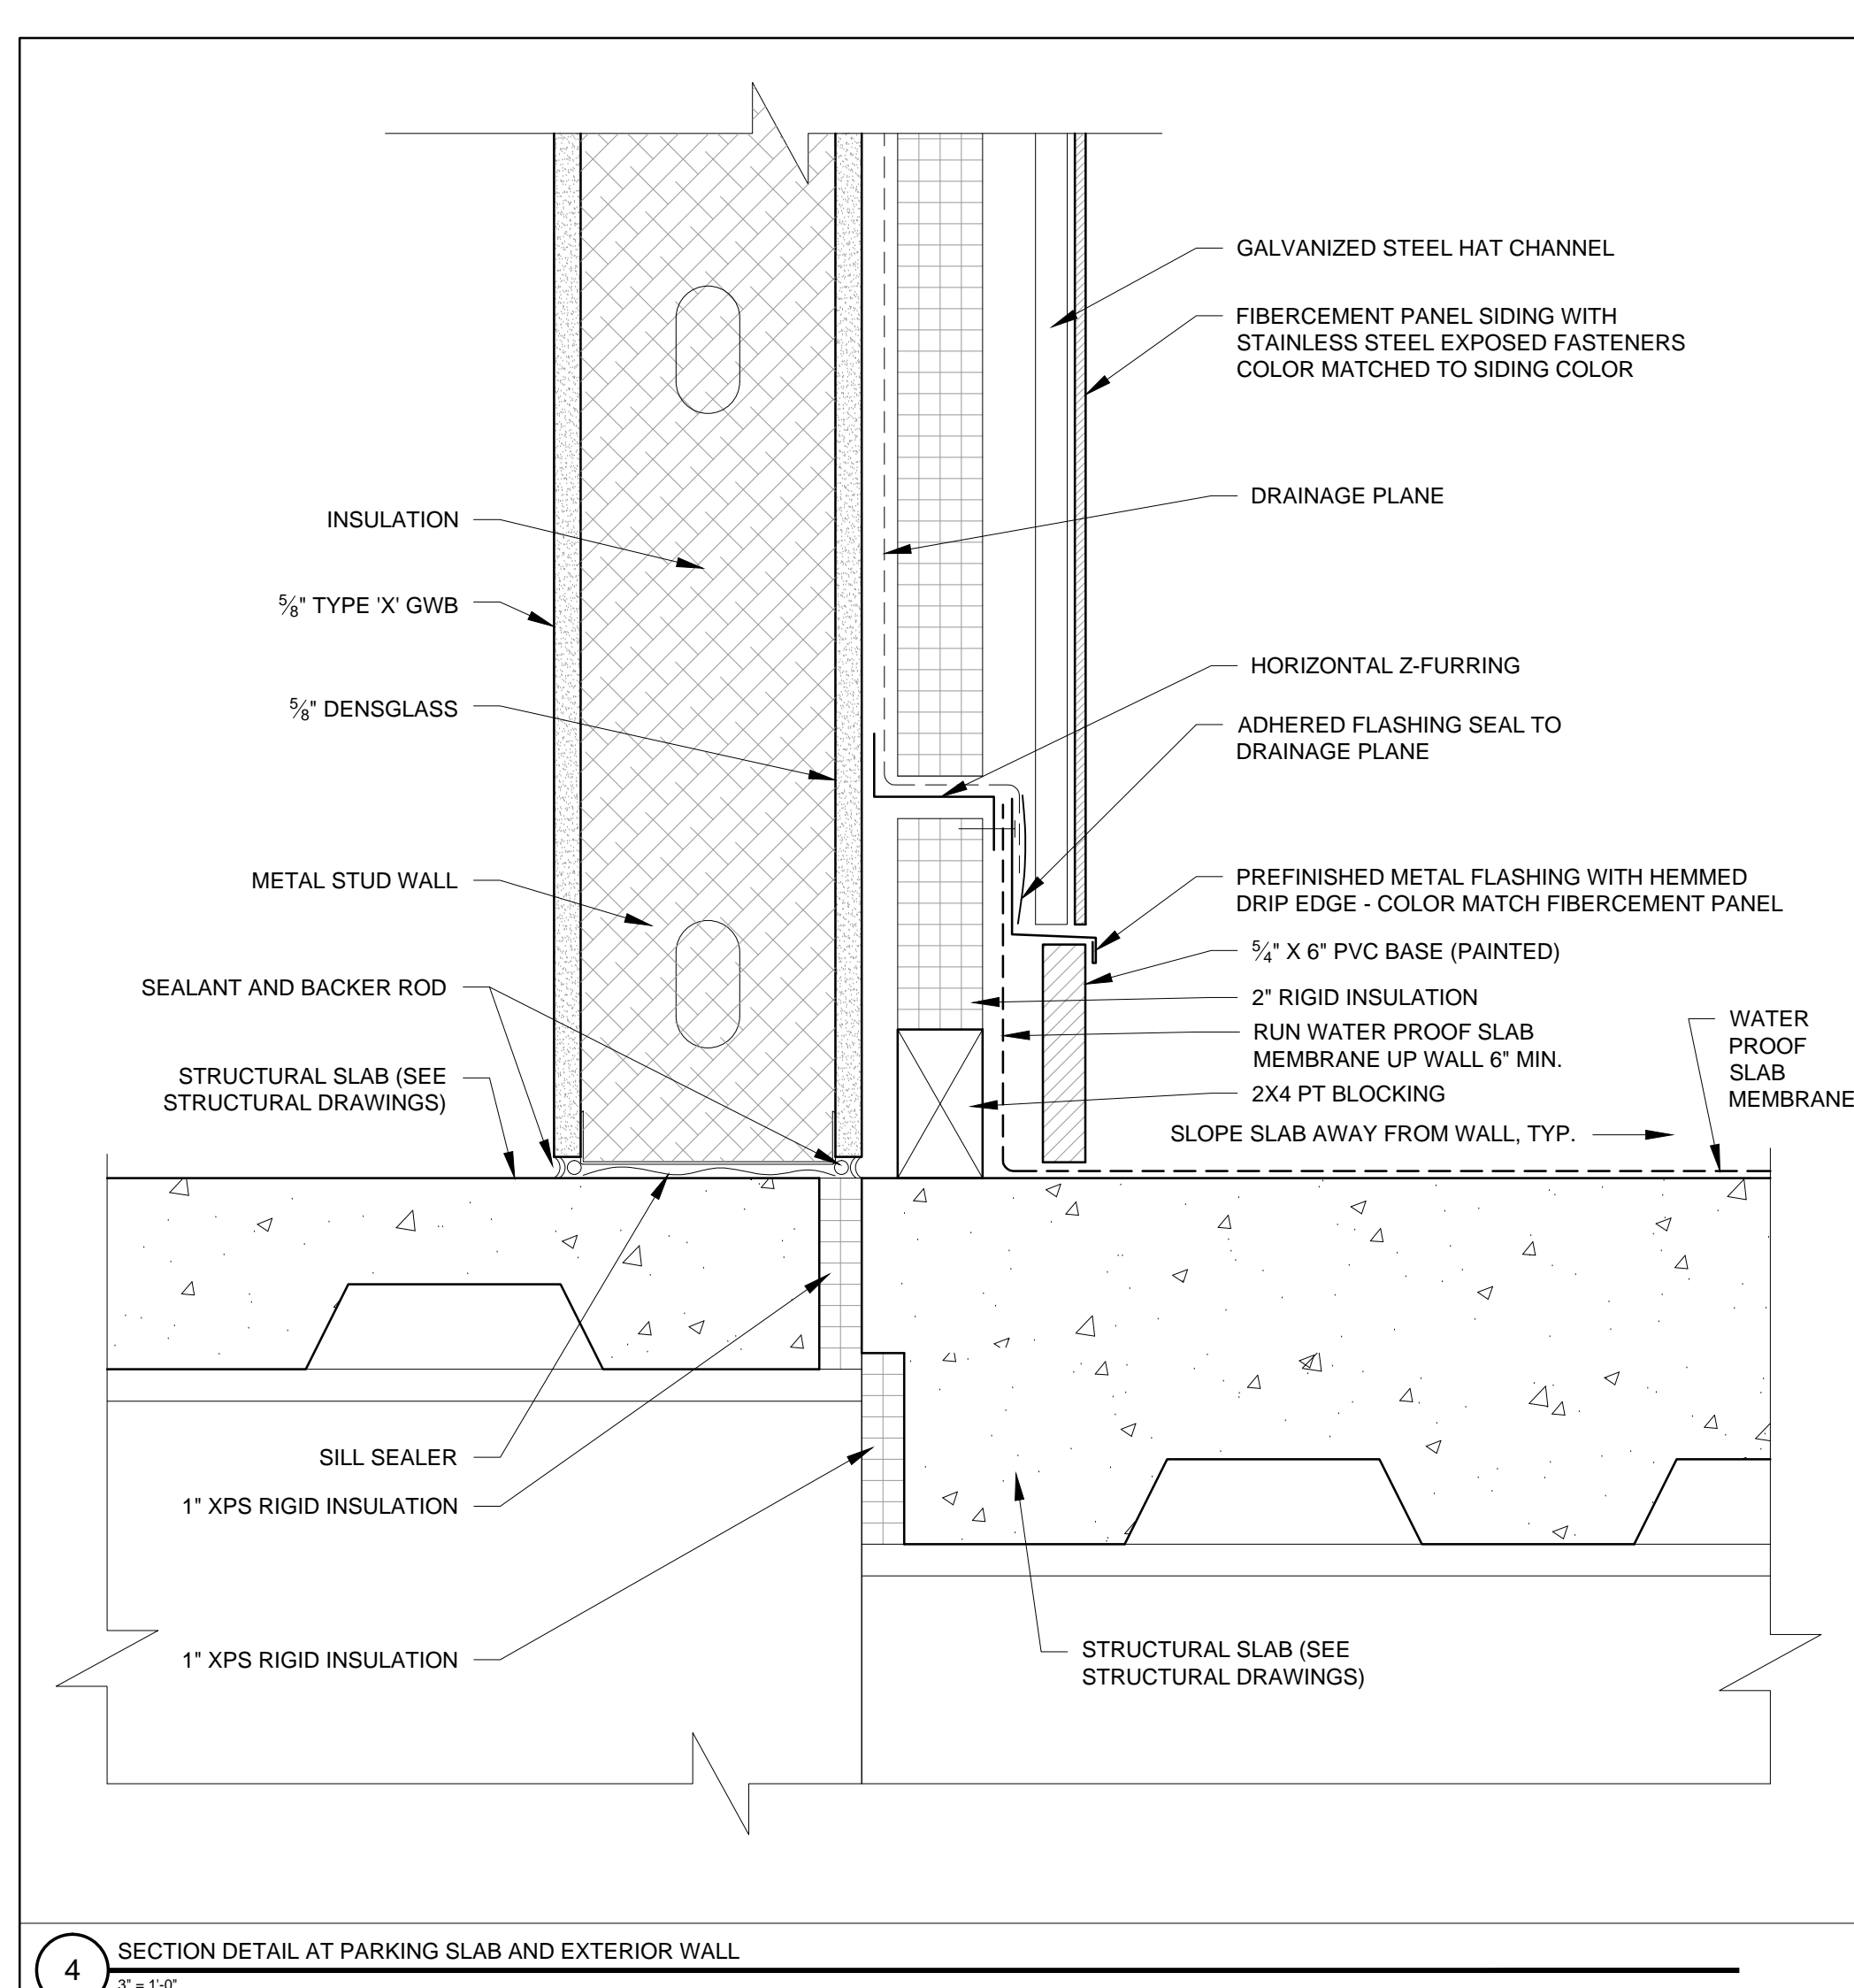 GALVANIZED STEEL HAT CHANNEL
FIBERCEMENT PANEL SIDING WITH
STAINLESS STEEL EXPOSED FASTENERS
COLOR MATCHED TO SIDING COLOR
DRAINAGE PLANE
INSULATION
⅝" TYPE 'X' GWB
HORIZONTAL Z-FURRING
⅝" DENSGLASS
ADHERED FLASHING SEAL TO
DRAINAGE PLANE
METAL STUD WALL
PREFINISHED METAL FLASHING WITH HEMMED
DRIP EDGE - COLOR MATCH FIBERCEMENT PANEL
5⁄4" X 6" PVC BASE (PAINTED)
SEALANT AND BACKER ROD
2" RIGID INSULATION
RUN WATER PROOF SLAB
MEMBRANE UP WALL 6" MIN.
WATER
PROOF
SLAB
MEMBRANE
STRUCTURAL SLAB (SEE
STRUCTURAL DRAWINGS)
2X4 PT BLOCKING
SLOPE SLAB AWAY FROM WALL, TYP.
SILL SEALER
1" XPS RIGID INSULATION
1" XPS RIGID INSULATION
STRUCTURAL SLAB (SEE
STRUCTURAL DRAWINGS)
4
SECTION DETAIL AT PARKING SLAB AND EXTERIOR WALL
3" = 1'-0"